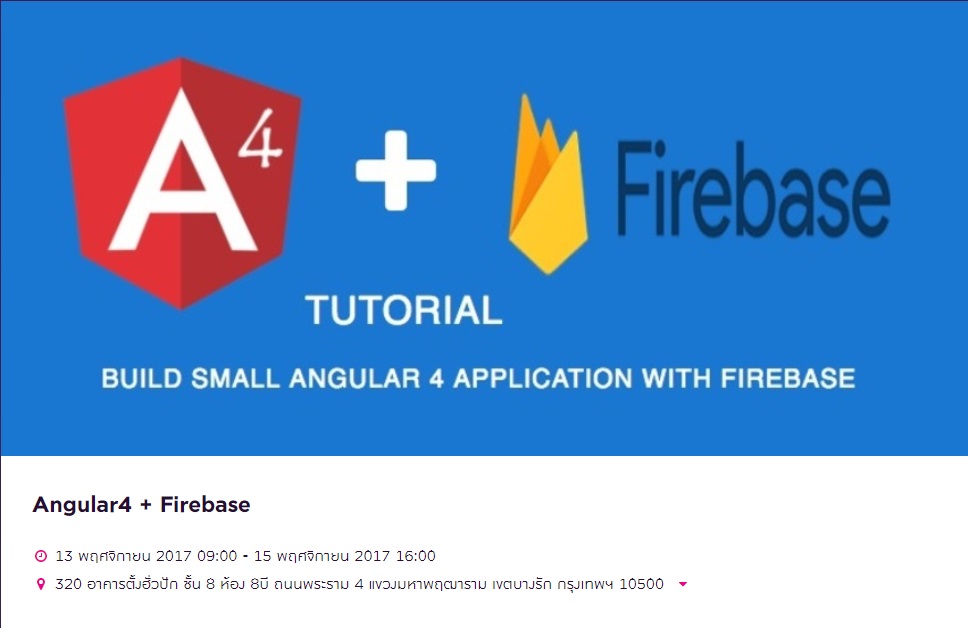 A4
Firebase
TUTORIAL
BUILD SMALL ANGULAR 4 APPLICATION WITH FIREBASE
Angular4 + Firebase
13 พฤศจิกายน 2017 09:00 - 15 พฤศจิกายน 2017 16:00
320 อาคารตั้งฮั่วปัก ชั้น 8 ห้อง 8บี ถนนพระราม 4 แขวงมหาพฤฒาราม เขตบางรัก กรุงเทพฯ 10500